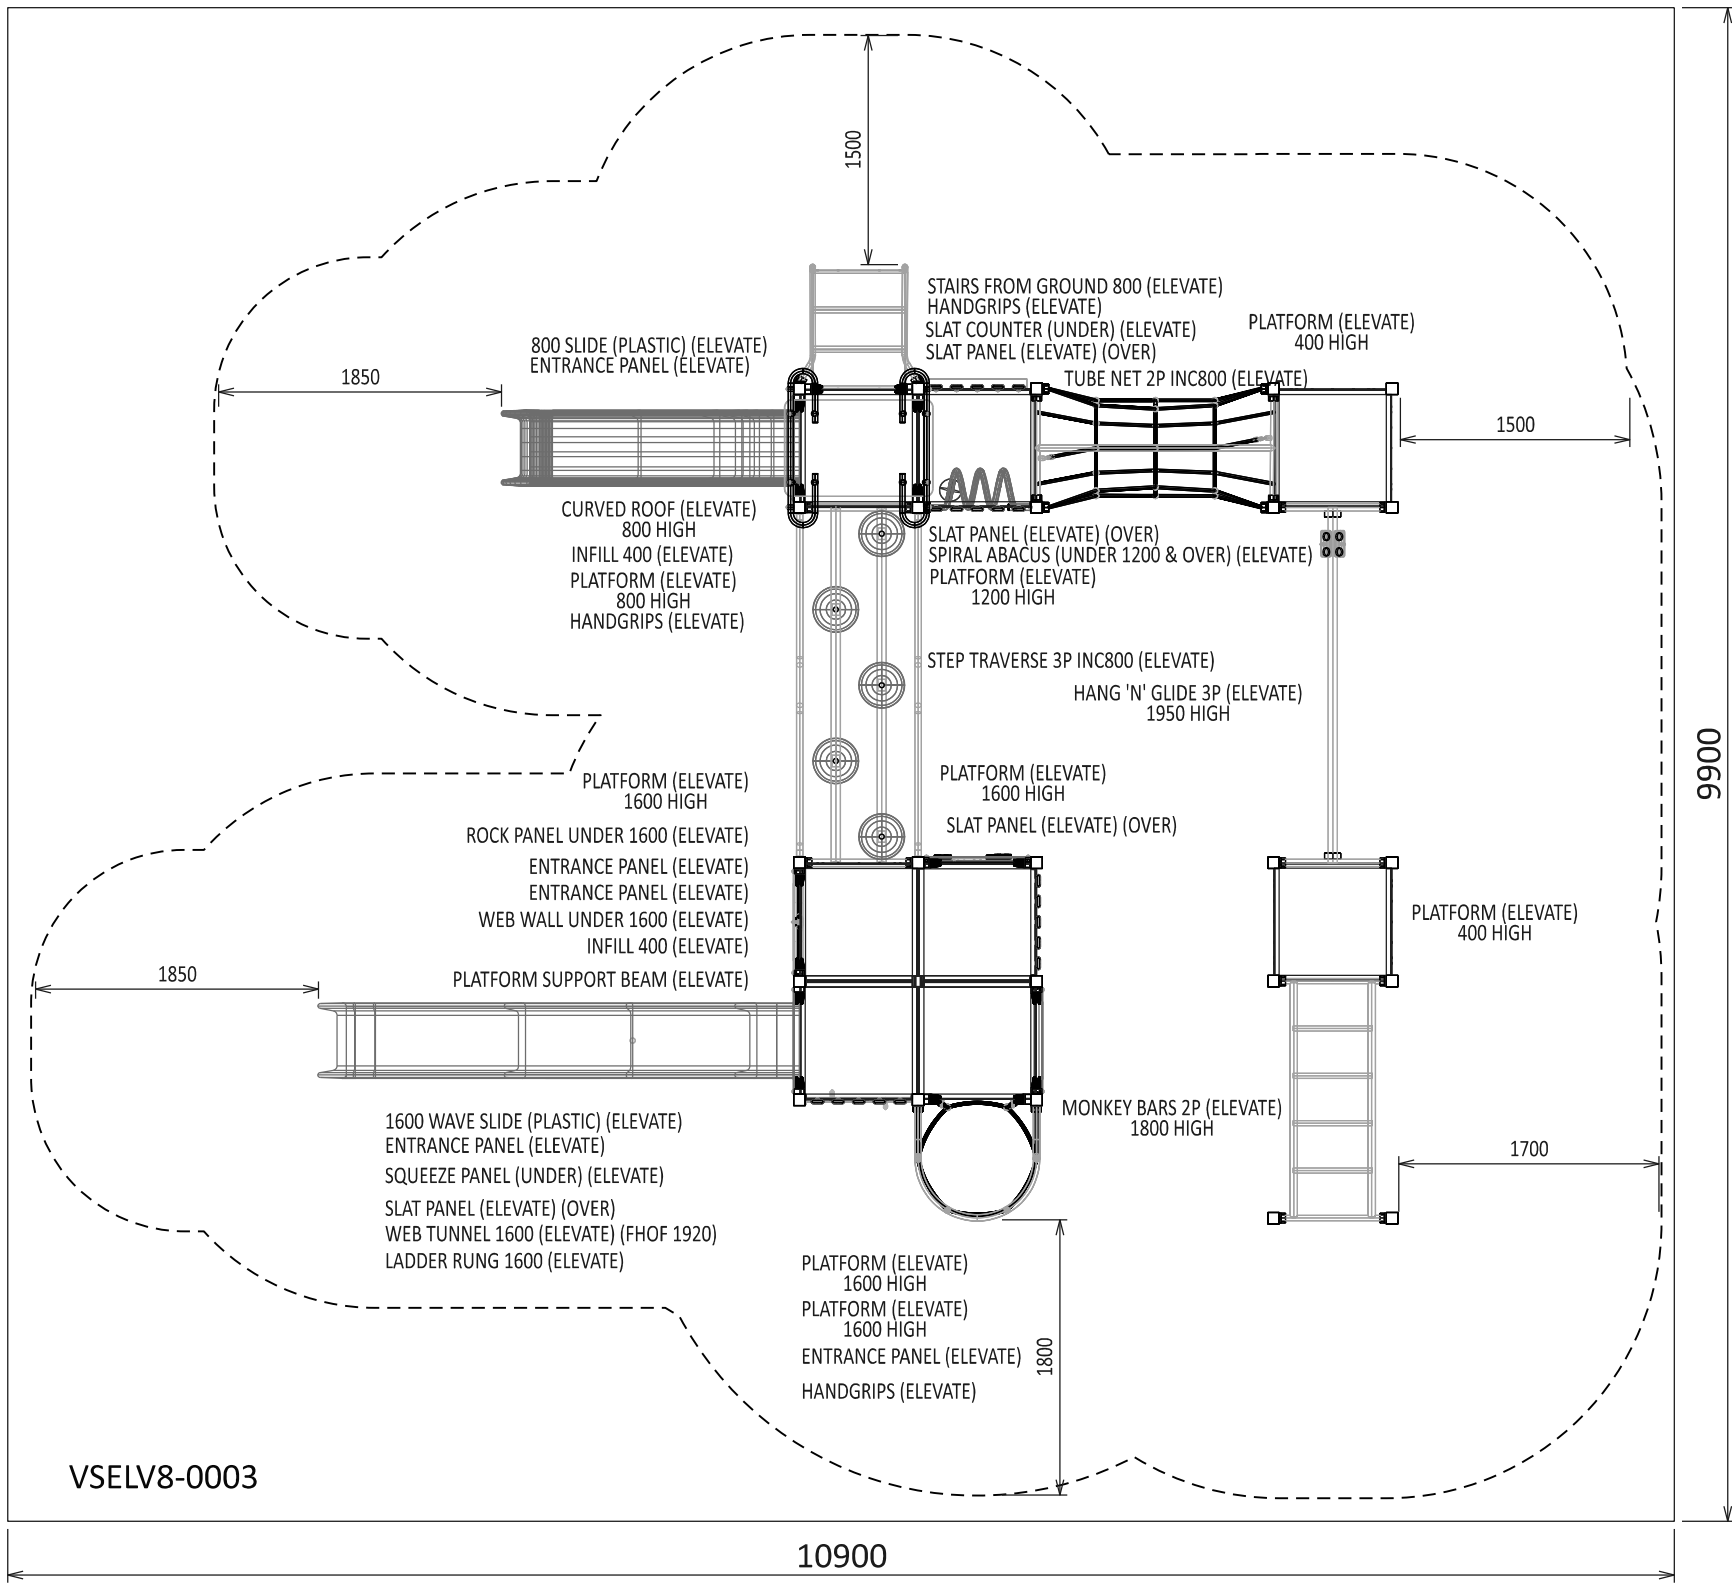 1500
STAIRS FROM GROUND 800 (ELEVATE)
HANDGRIPS (ELEVATE)
SLAT COUNTER (UNDER) (ELEVATE)
SLAT PANEL (ELEVATE) (OVER)
PLATFORM (ELEVATE)
400 HIGH
800 SLIDE (PLASTIC) (ELEVATE)
ENTRANCE PANEL (ELEVATE)
1850
TUBE NET 2P INC800 (ELEVATE)
1500
CURVED ROOF (ELEVATE)
800 HIGH
INFILL 400 (ELEVATE)
PLATFORM (ELEVATE)
800 HIGH
HANDGRIPS (ELEVATE)
SLAT PANEL (ELEVATE) (OVER)
SPIRAL ABACUS (UNDER 1200 & OVER) (ELEVATE)
PLATFORM (ELEVATE)
1200 HIGH
STEP TRAVERSE 3P INC800 (ELEVATE)
HANG 'N' GLIDE 3P (ELEVATE)
1950 HIGH
9900
PLATFORM (ELEVATE)
1600 HIGH
ROCK PANEL UNDER 1600 (ELEVATE)
ENTRANCE PANEL (ELEVATE)
ENTRANCE PANEL (ELEVATE)
WEB WALL UNDER 1600 (ELEVATE)
INFILL 400 (ELEVATE)
PLATFORM SUPPORT BEAM (ELEVATE)
PLATFORM (ELEVATE)
1600 HIGH
SLAT PANEL (ELEVATE) (OVER)
PLATFORM (ELEVATE)
400 HIGH
1850
1600 WAVE SLIDE (PLASTIC) (ELEVATE)
ENTRANCE PANEL (ELEVATE)
SQUEEZE PANEL (UNDER) (ELEVATE)
SLAT PANEL (ELEVATE) (OVER)
WEB TUNNEL 1600 (ELEVATE) (FHOF 1920)
LADDER RUNG 1600 (ELEVATE)
MONKEY BARS 2P (ELEVATE)
1800 HIGH
1700
PLATFORM (ELEVATE)
1600 HIGH
PLATFORM (ELEVATE)
1600 HIGH
ENTRANCE PANEL (ELEVATE)
HANDGRIPS (ELEVATE)
1800
VSELV8-0003
10900